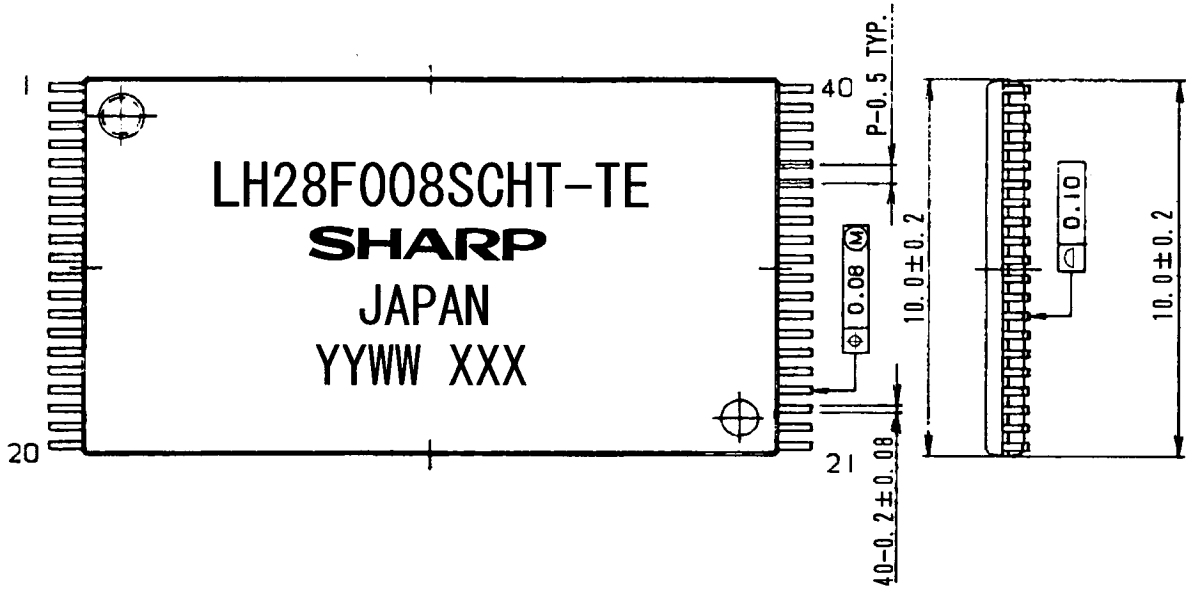 1
40
LH28F008SCHT-TE
SHARP
JAPAN
YYWW XXX
20
21
P-0.5 TYP.
0.08 M
40-0.2±0.08
10.0±0.2
0.10
10.0±0.2